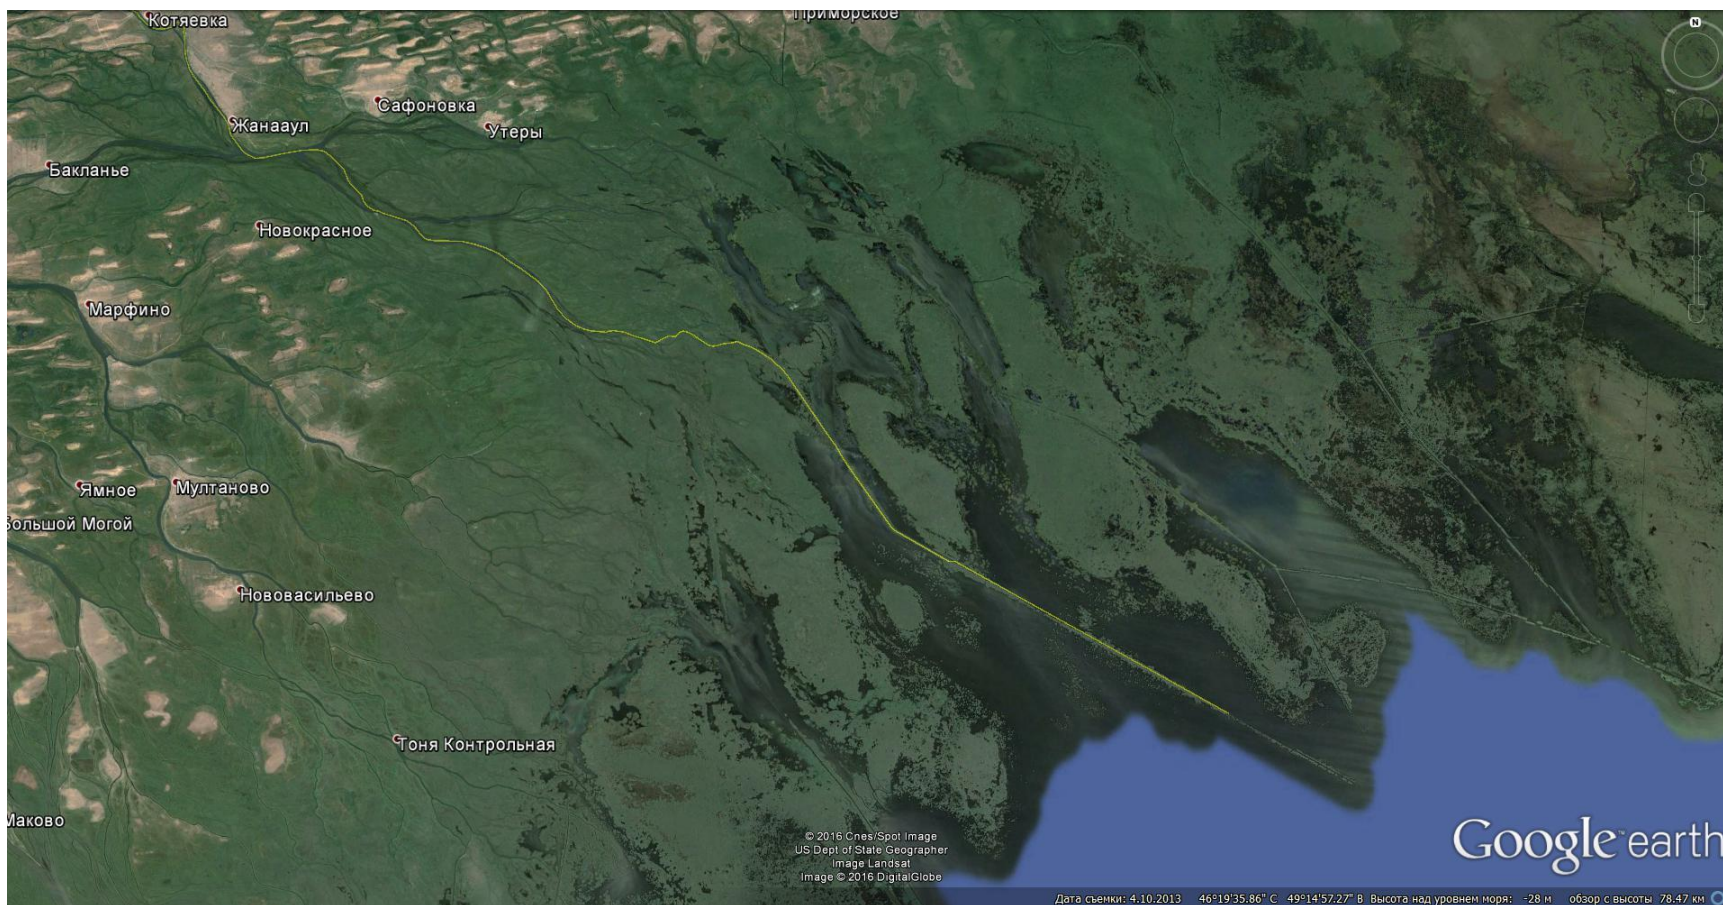 Котяевка
Приморское
Сафоновка
Жанааул
Утеры
Бакланье
Новокрасное
Марфино
Ямное
Мултаново
Большой Могой
Нововасильево
Тоня Контрольная
Маково
N
© 2016 Cnes/Spot Image
US Dept of State Geographer
Image Landsat
Image © 2016 DigitalGlobe
Google earth
Дата съемки: 4.10.2013 46°19'35.86" С 49°14'57.27" В Высота над уровнем моря: -28 м обзор с высоты 78.47 км